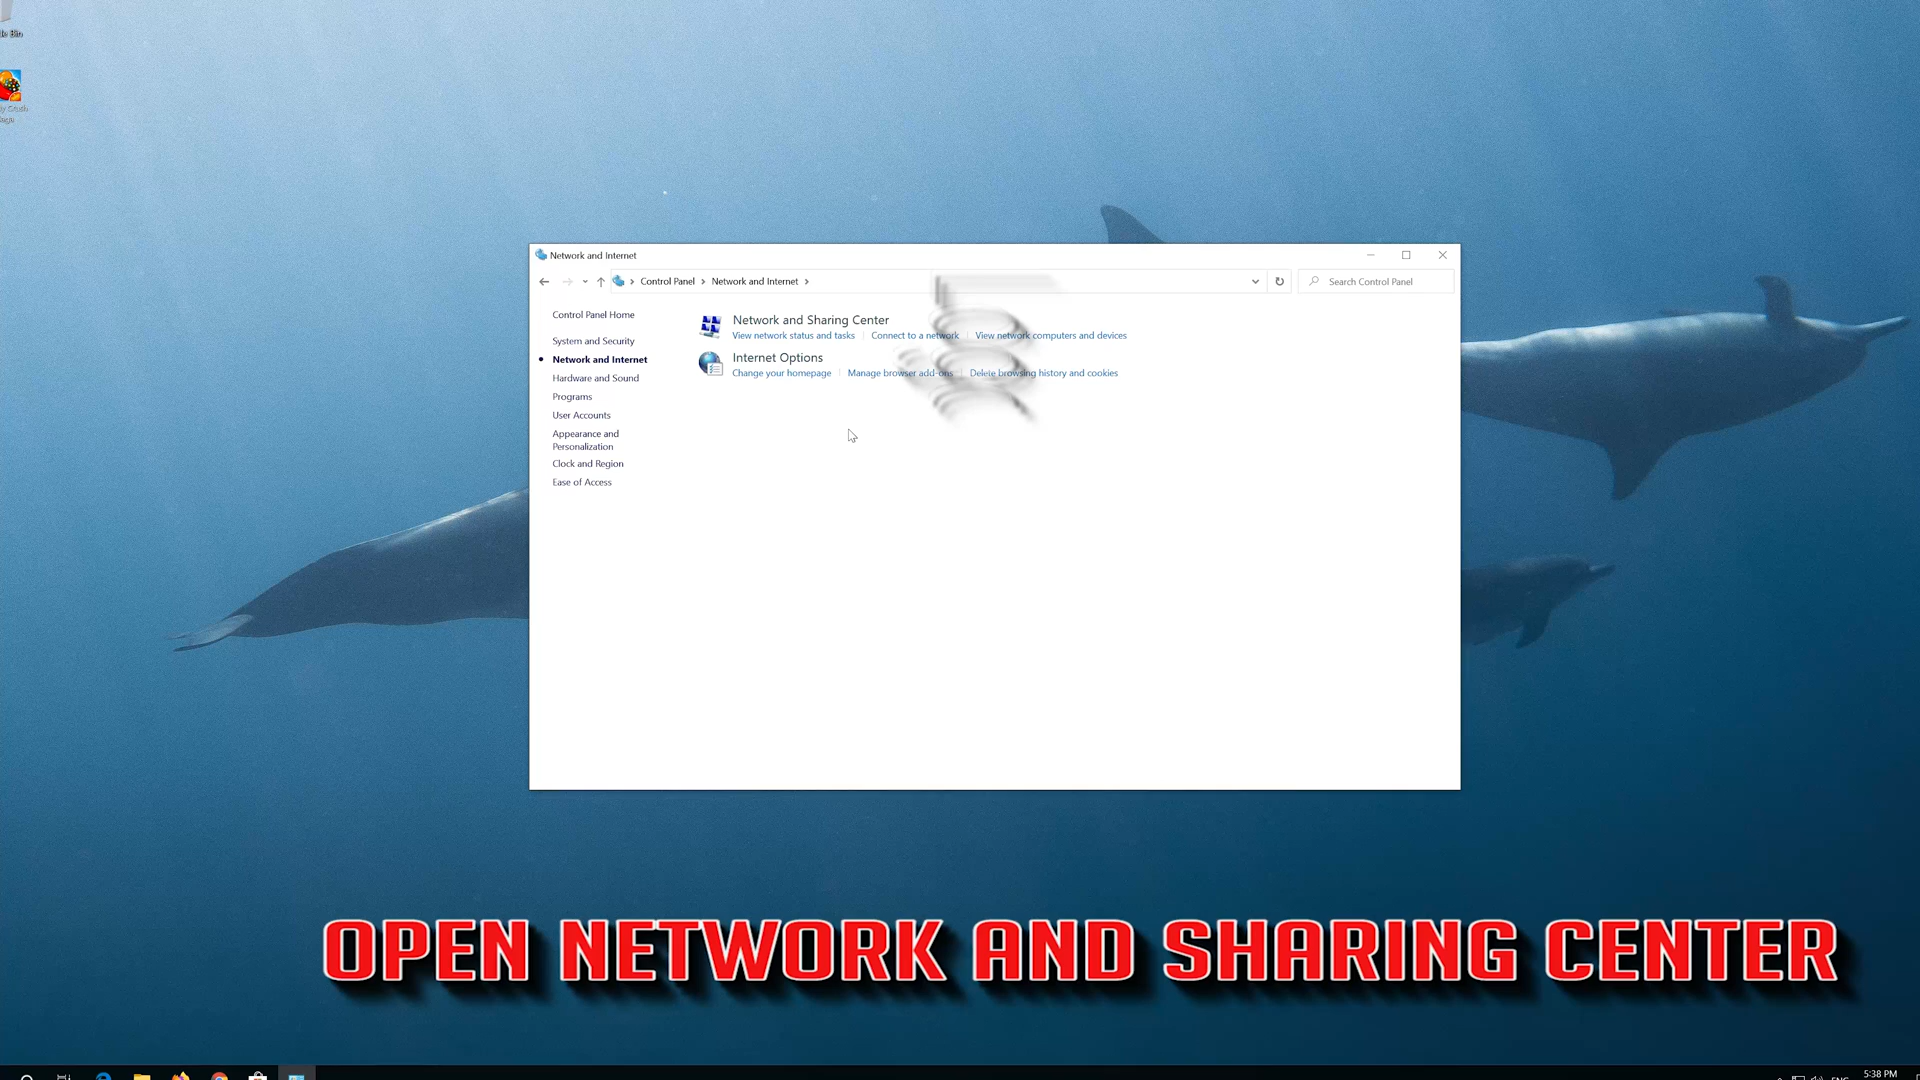 Network and Internet
Control Panel Network and Internet
Search Control Panel
Control Panel Home
System and Security
Network and Internet
Hardware and Sound
Programs
User Accounts
Appearance and
Personalization
Clock and Region
Ease of Access
Network and Sharing Center
View network status and tasks
Connect to a network
View network computers and devices
Internet Options
Change your homepage
Manage browser add-ons
Delete browsing history and cookies
OPEN NETWORK AND SHARING CENTER
5:38 PM